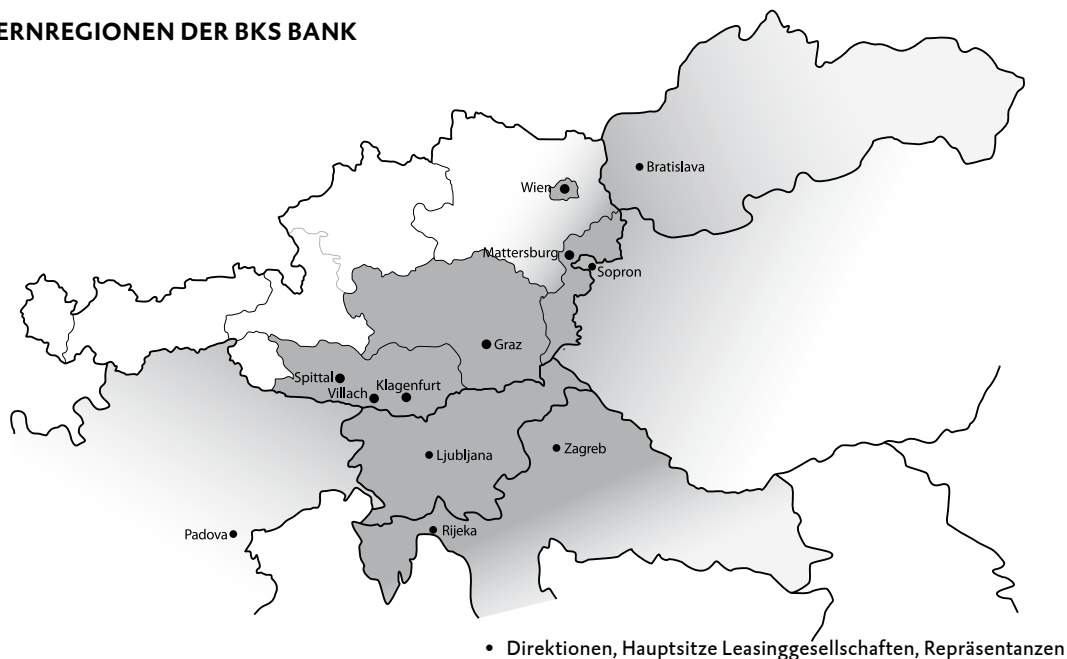 ERNREGIONEN DER BKS BANK
Bratislava
Wien
Mattersburg
Sopron
Graz
Spittal
Klagenfurt
Villach
Ljubljana
Zagreb
Rijeka
Padova
• Direktionen, Hauptsitze Leasinggesellschaften, Repräsentanzen